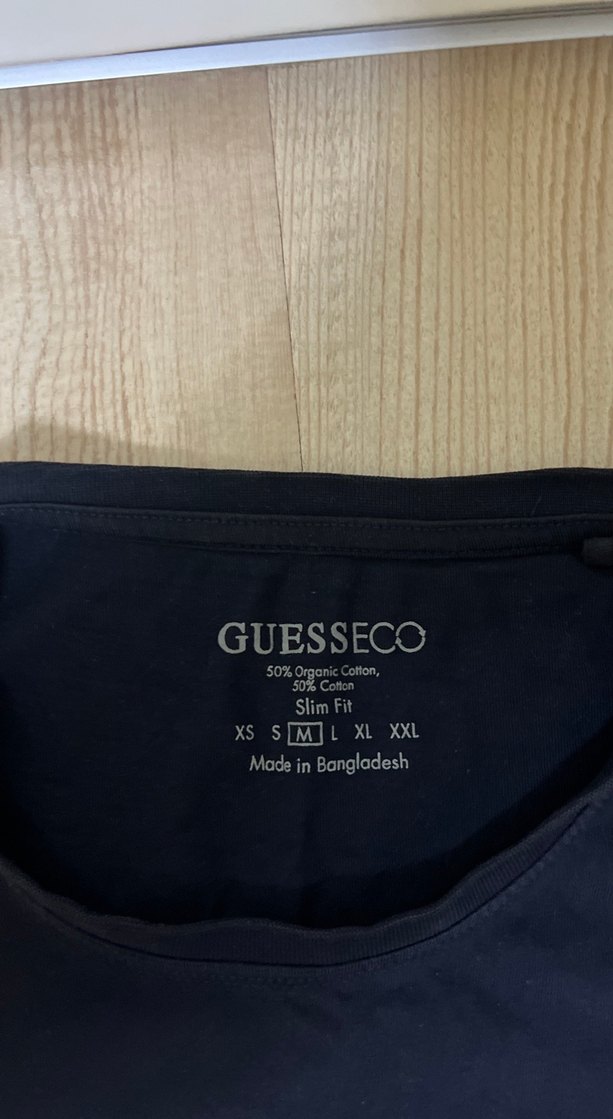 GUESSECO
50% Organic Cotton,
50% Cotton
Slim Fit
XS S M L XL XXL
Made in Bangladesh